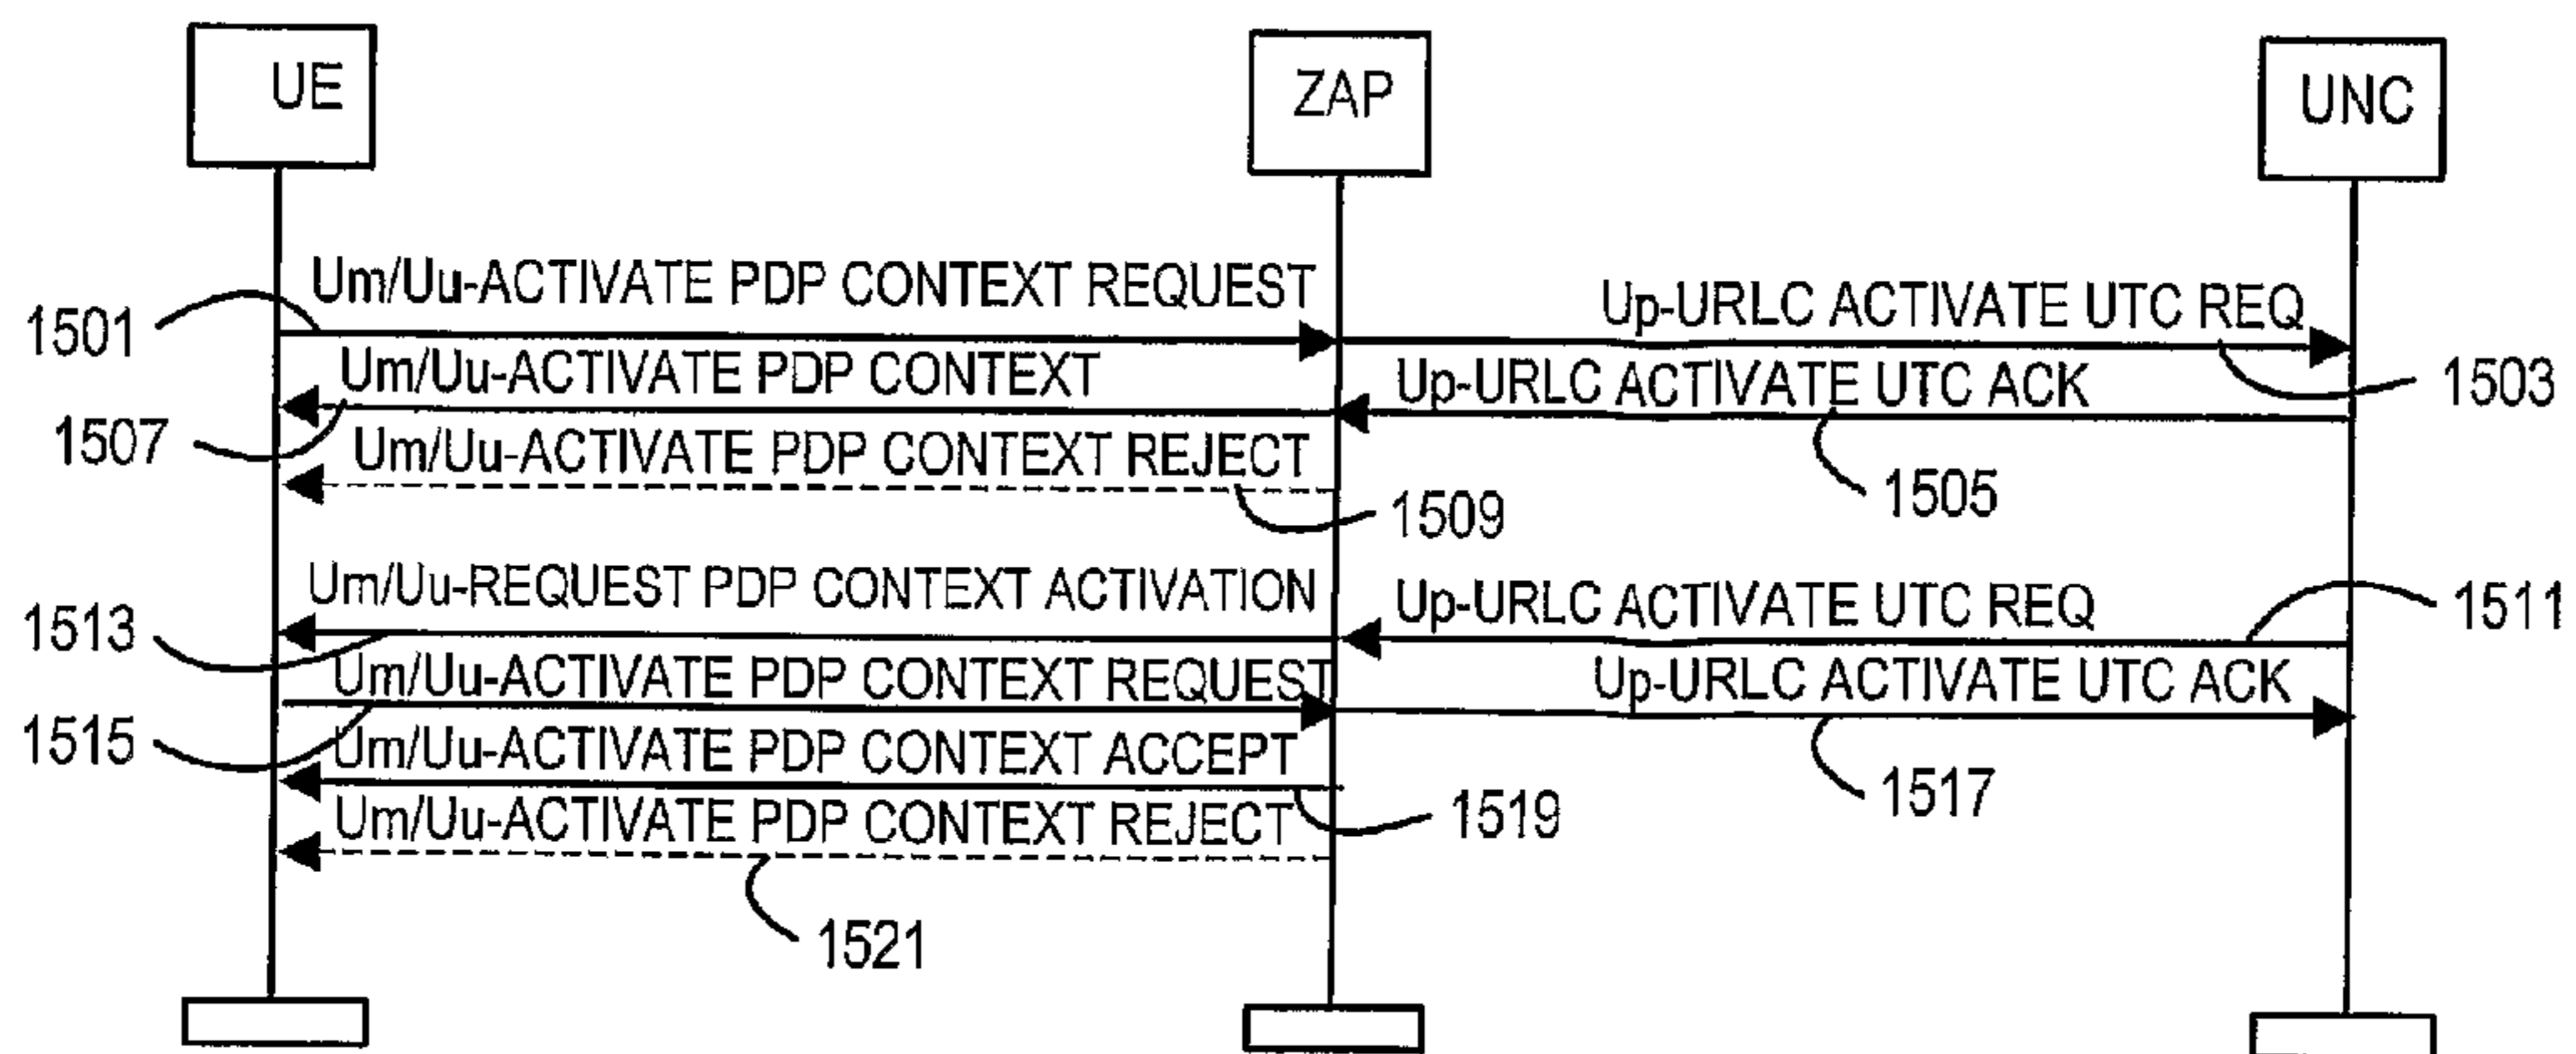 UE
ZAP
UNC
Um/Uu-ACTIVATE PDP CONTEXT REQUEST
Up-URLC ACTIVATE UTC REQ
1501
Um/Uu-ACTIVATE PDP CONTEXT
Up-URLC ACTIVATE UTC ACK
1503
1507
Um/Uu-ACTIVATE PDP CONTEXT REJECT
1505
1509
Um/Uu-REQUEST PDP CONTEXT ACTIVATION
Up-URLC ACTIVATE UTC REQ
1511
1513
Um/Uu-ACTIVATE PDP CONTEXT REQUEST
Up-URLC ACTIVATE UTC ACK
1515
Um/Uu-ACTIVATE PDP CONTEXT ACCEPT
1517
1519
Um/Uu-ACTIVATE PDP CONTEXT REJECT
1521